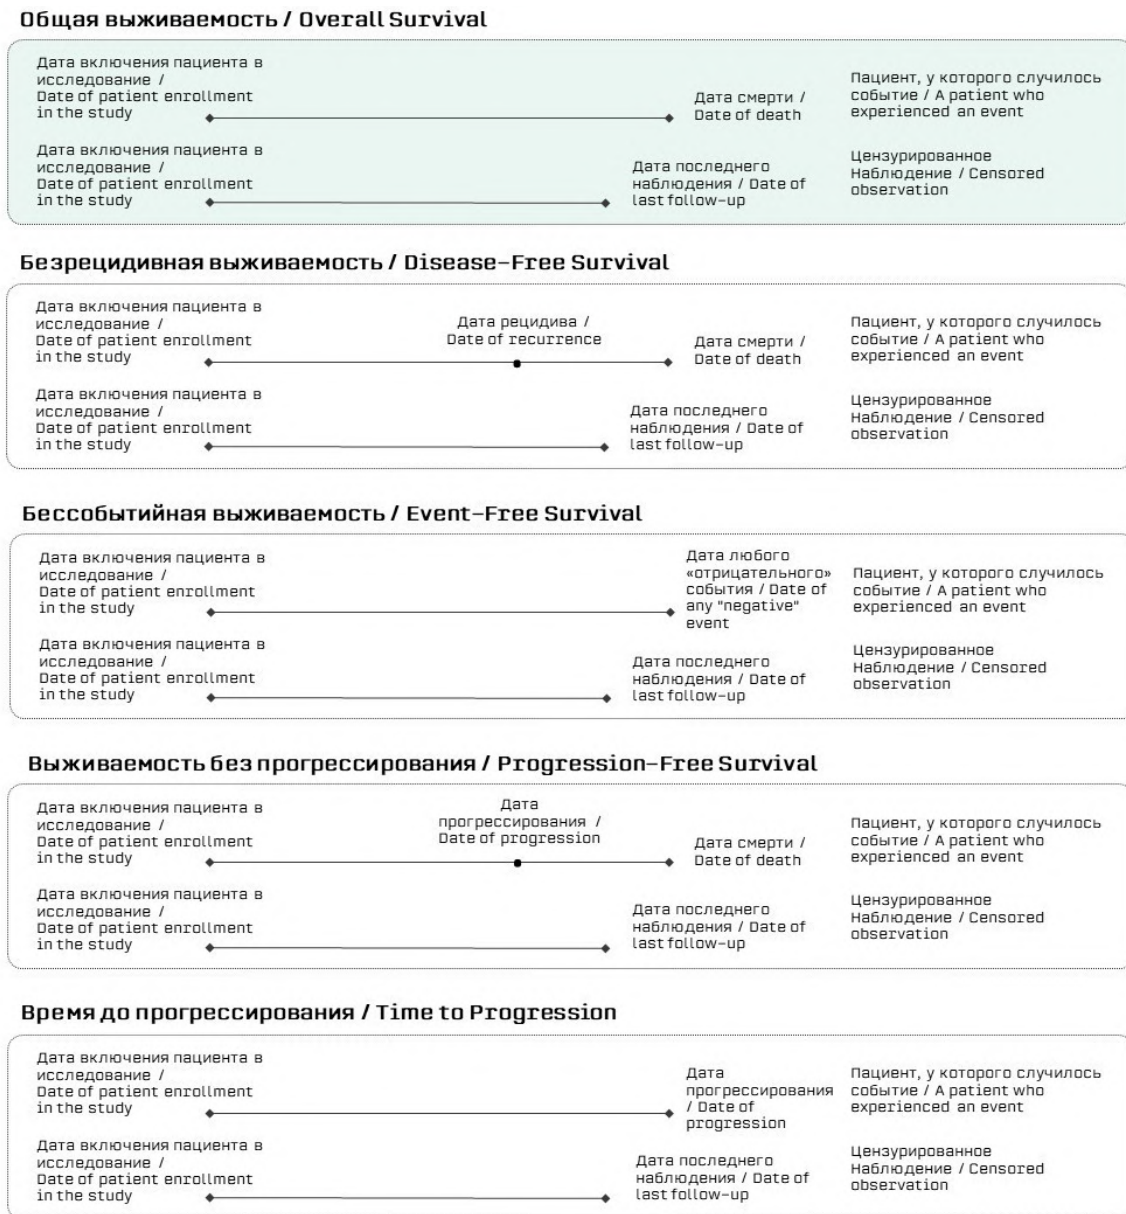 Общая выживаемость / Overall Survival
Дата включения пациента в
исследование /
Date of patient enrollment
in the study
Дата смерти /
Date of death
Пациент, у которого случилось
событие / A patient who
experienced an event
Дата включения пациента в
исследование /
Date of patient enrollment
in the study
Дата последнего
наблюдения / Date of
last follow-up
Цензурированное
Наблюдение / Censored
observation
Безрецидивная выживаемость / Disease-Free Survival
Дата включения пациента в
исследование /
Date of patient enrollment
in the study
Дата рецидива /
Date of recurrence
Дата смерти /
Date of death
Пациент, у которого случилось
событие / A patient who
experienced an event
Дата включения пациента в
исследование /
Date of patient enrollment
in the study
Дата последнего
наблюдения / Date of
last follow-up
Цензурированное
Наблюдение / Censored
observation
Бессобытийная выживаемость / Event-Free Survival
Дата включения пациента в
исследование /
Date of patient enrollment
in the study
Дата любого
«отрицательного»
события / Date of
any "negative"
event
Пациент, у которого случилось
событие / A patient who
experienced an event
Дата включения пациента в
исследование /
Date of patient enrollment
in the study
Дата последнего
наблюдения / Date of
last follow-up
Цензурированное
Наблюдение / Censored
observation
Выживаемость без прогрессирования / Progression-Free Survival
Дата включения пациента в
исследование /
Date of patient enrollment
in the study
Дата
прогрессирования /
Date of progression
Дата смерти /
Date of death
Пациент, у которого случилось
событие / A patient who
experienced an event
Дата включения пациента в
исследование /
Date of patient enrollment
in the study
Дата последнего
наблюдения / Date of
last follow-up
Цензурированное
Наблюдение / Censored
observation
Время до прогрессирования / Time to Progression
Дата включения пациента в
исследование /
Date of patient enrollment
in the study
Дата
прогрессирования
/ Date of
progression
Пациент, у которого случилось
событие / A patient who
experienced an event
Дата включения пациента в
исследование /
Date of patient enrollment
in the study
Дата последнего
наблюдения / Date of
last follow-up
Цензурированное
Наблюдение / Censored
observation